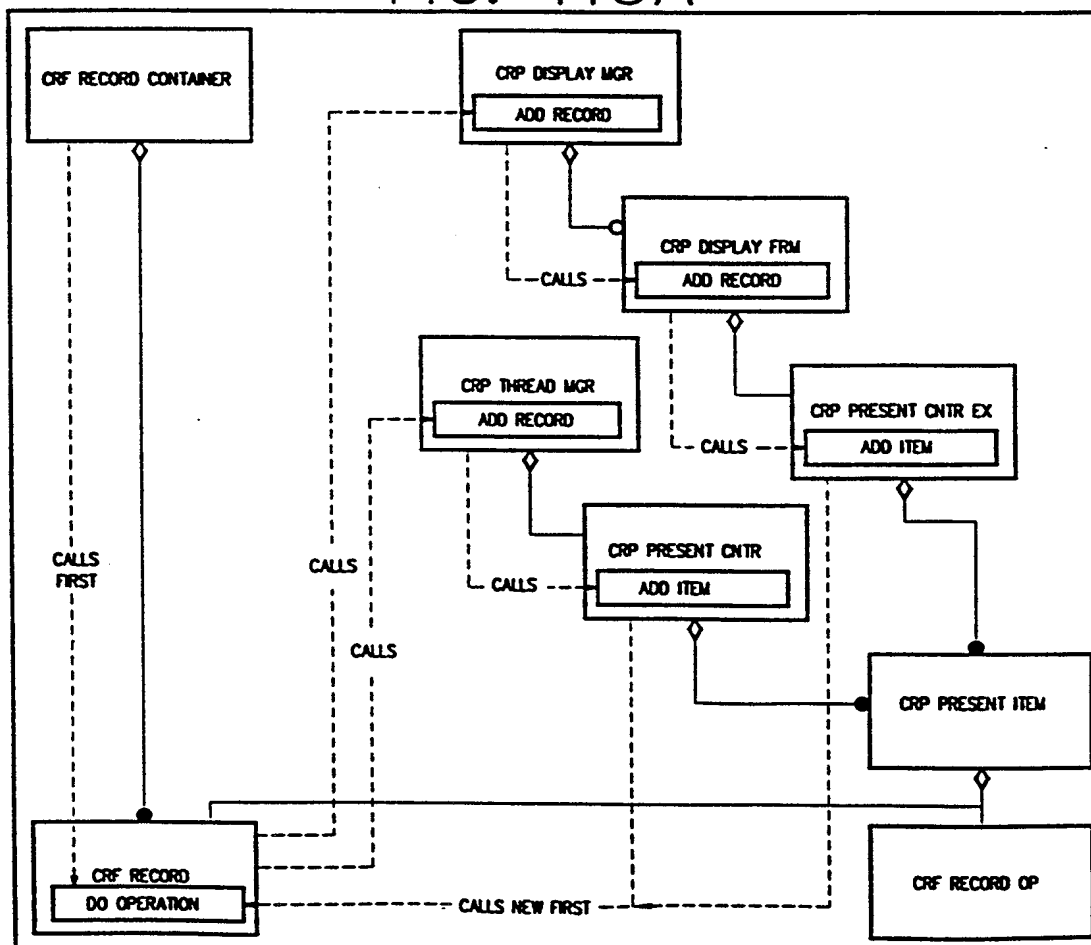 CRF RECORD CONTAINER
CRP DISPLAY MGR
ADD RECORD
CRP DISPLAY FRM
CALLS
ADD RECORD
CRP THREAD MGR
ADD RECORD
CRP PRESENT CNTR EX
CALLS
ADD ITEM
CRP PRESENT CNTR
CALLS
ADD ITEM
CALLS
FIRST
CALLS
CALLS
CRP PRESENT ITEM
CRF RECORD
DO OPERATION
CALLS NEW FIRST
CRF RECORD OP